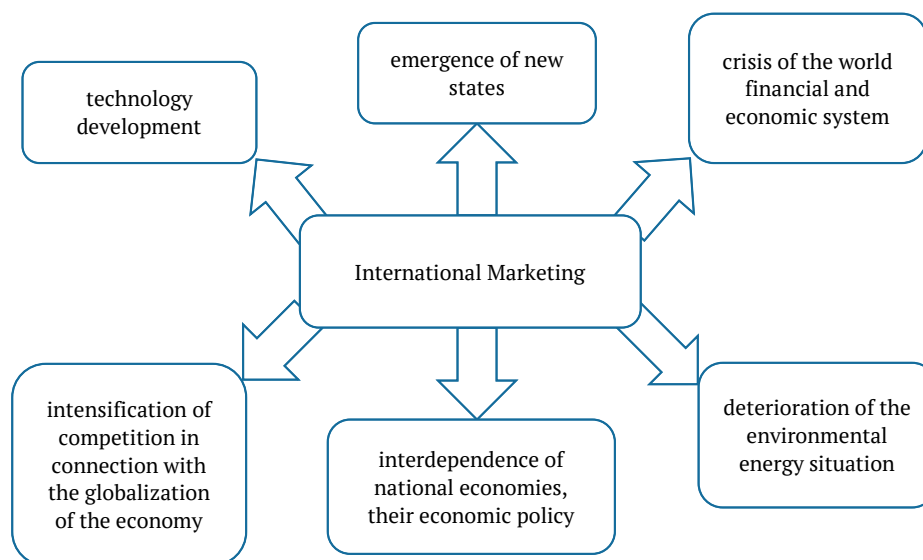 technology
development
emergence of new
states
crisis of the world
financial and
economic system
International Marketing
intensification of
competition in
connection with
the globalization
of the economy
interdependence of
national economies,
their economic policy
deterioration of the
environmental
energy situation